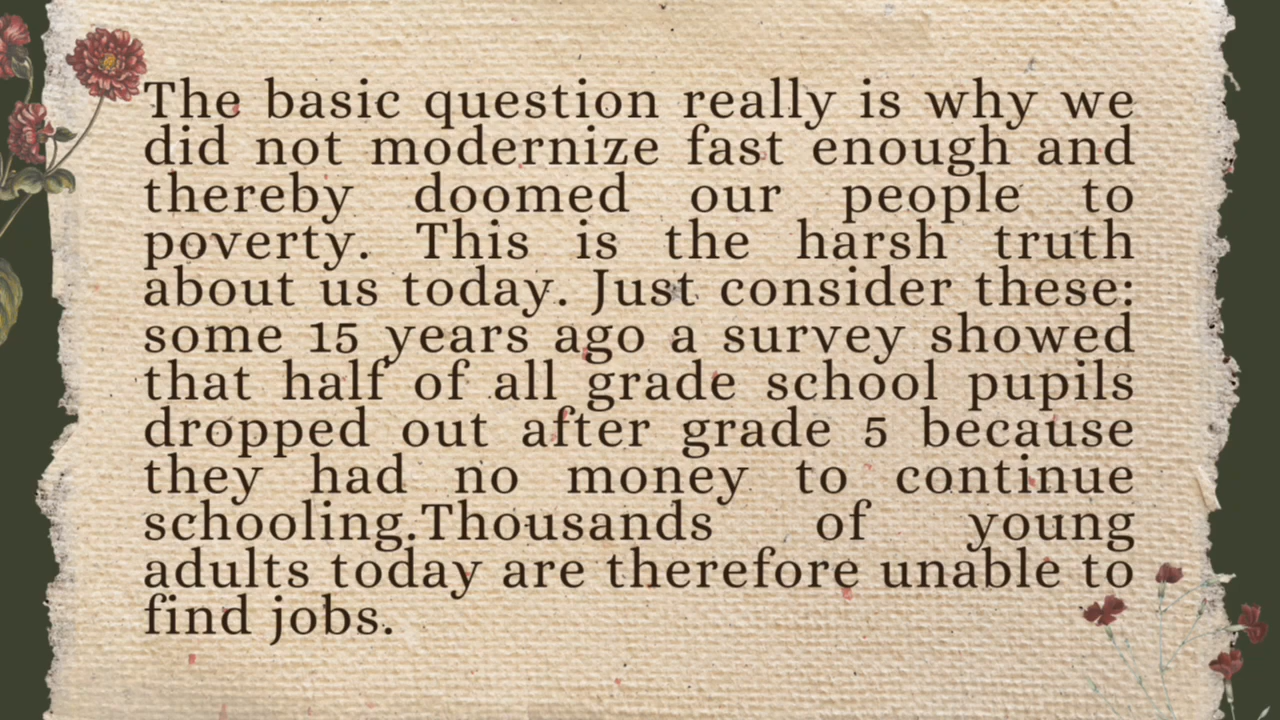 The basic question really is why we
did not modernize fast enough and
thereby doomed our people to
poverty. This is the harsh truth
about us today. Just consider these:
some 15 years ago a survey showed
that half of all grade school pupils
dropped out after grade 5 because
they had no money to continue
schooling.Thousands of young
adults today are therefore unable to
find jobs.